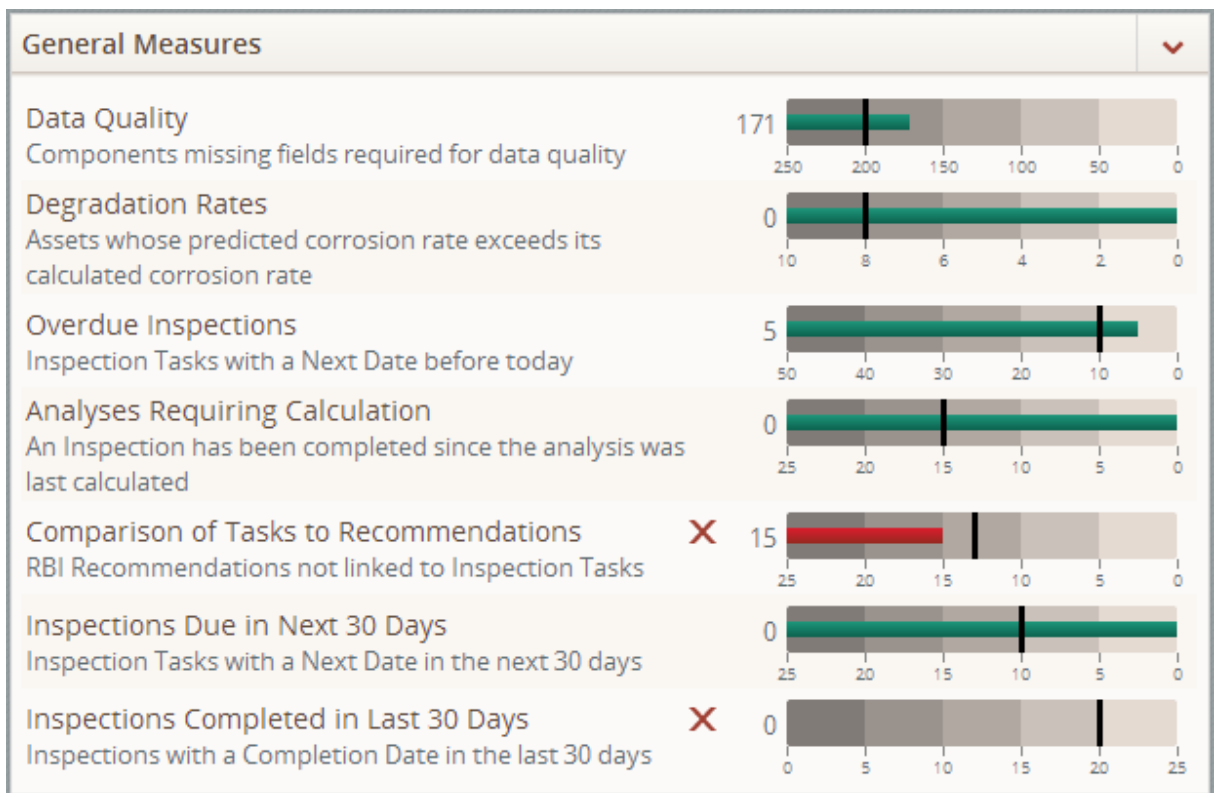 General Measures
Data Quality
Components missing fields required for data quality
171
250 200 150 100 50 0
Degradation Rates
Assets whose predicted corrosion rate exceeds its
calculated corrosion rate
0
10 8 6 4 2 0
Overdue Inspections
Inspection Tasks with a Next Date before today
5
50 40 30 20 10 0
Analyses Requiring Calculation
An Inspection has been completed since the analysis was
last calculated
0
25 20 15 10 5 0
Comparison of Tasks to Recommendations
RBI Recommendations not linked to Inspection Tasks
15
25 20 15 10 5 0
Inspections Due in Next 30 Days
Inspection Tasks with a Next Date in the next 30 days
0
25 20 15 10 5 0
Inspections Completed in Last 30 Days
Inspections with a Completion Date in the last 30 days
0
0 5 10 15 20 25